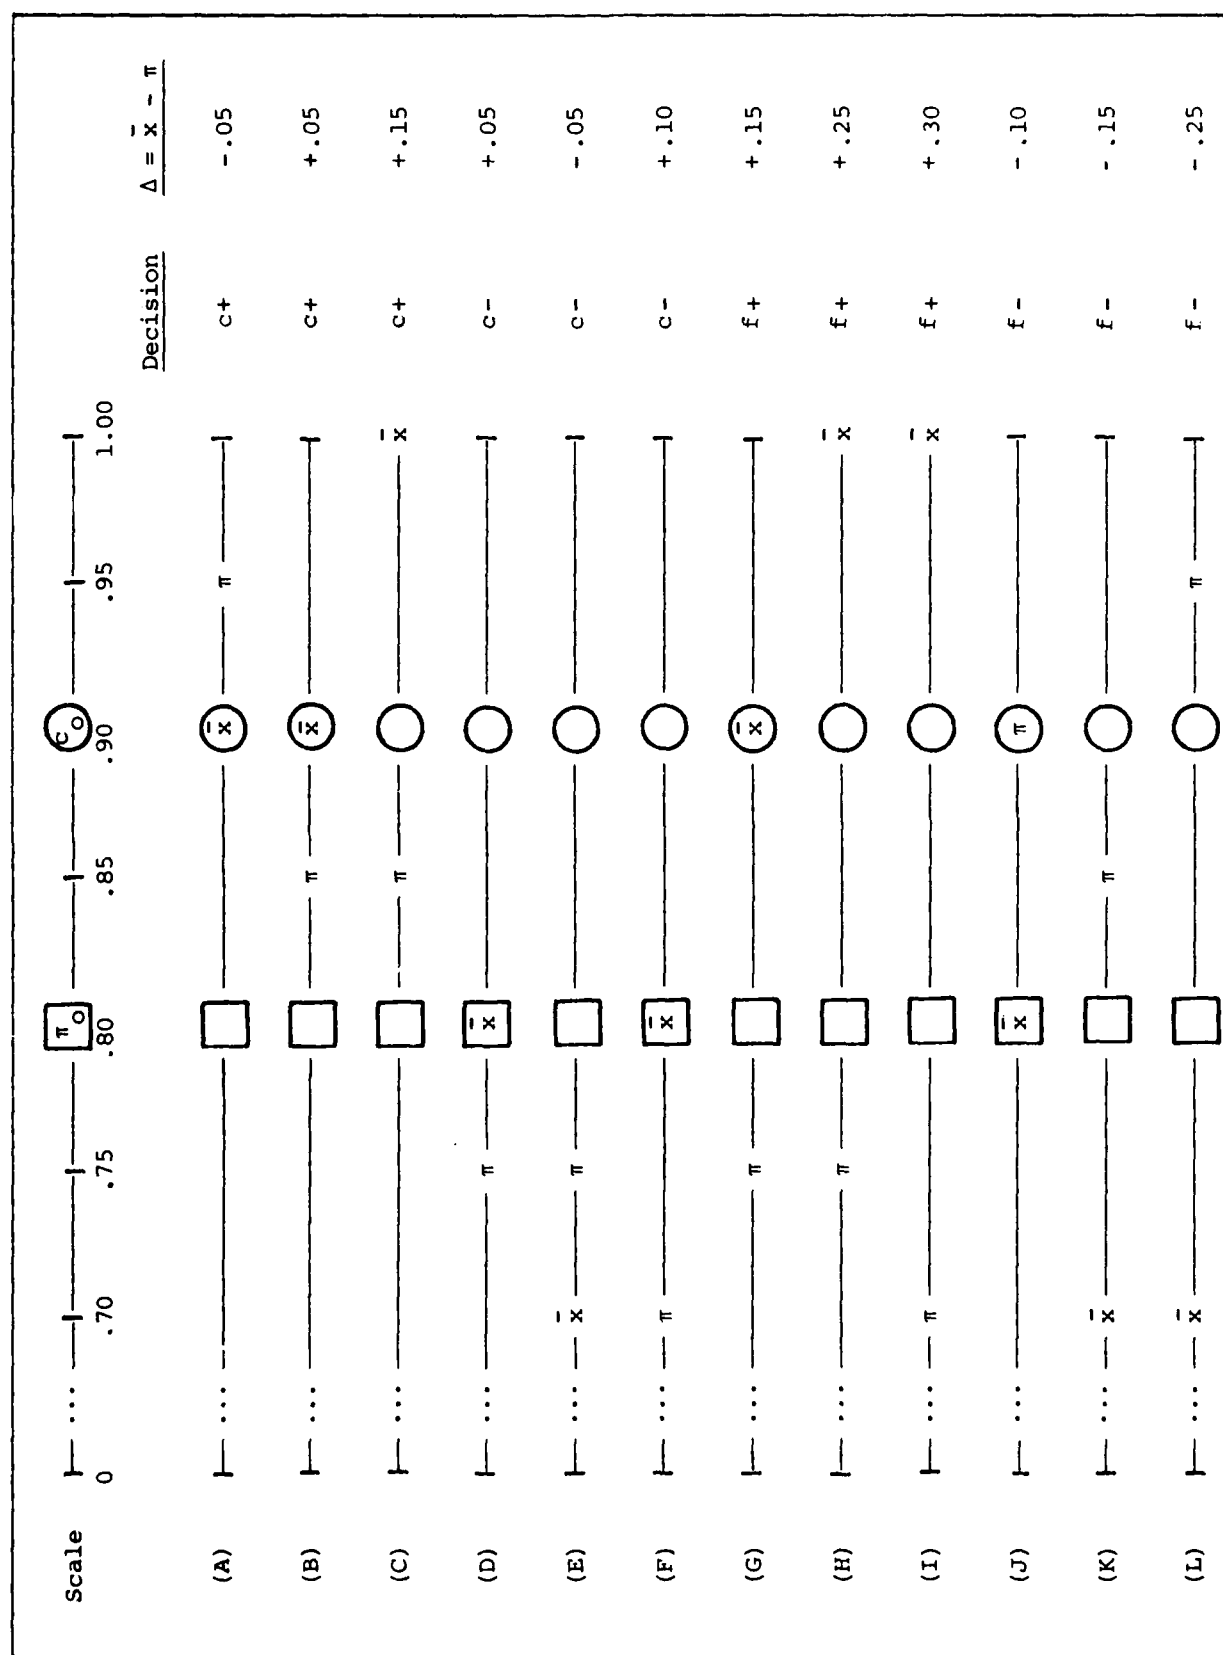 Δ = x̄ - π
Decision
Scale
π₀
c₀
0 ... .70 .75 .80 .85 .90 .95 1.00
(A) ... x̄ π c+ -.05
(B) ... π x̄ c+ +.05
(C) ... π x̄ c+ +.15
(D) ... π x̄ c- +.05
(E) ... x̄ π c- -.05
(F) ... π x̄ c- +.10
(G) ... π x̄ f+ +.15
(H) ... π x̄ f+ +.25
(I) ... π x̄ f+ +.30
(J) ... x̄ π f- -.10
(K) ... x̄ π f- -.15
(L) ... x̄ π f- -.25